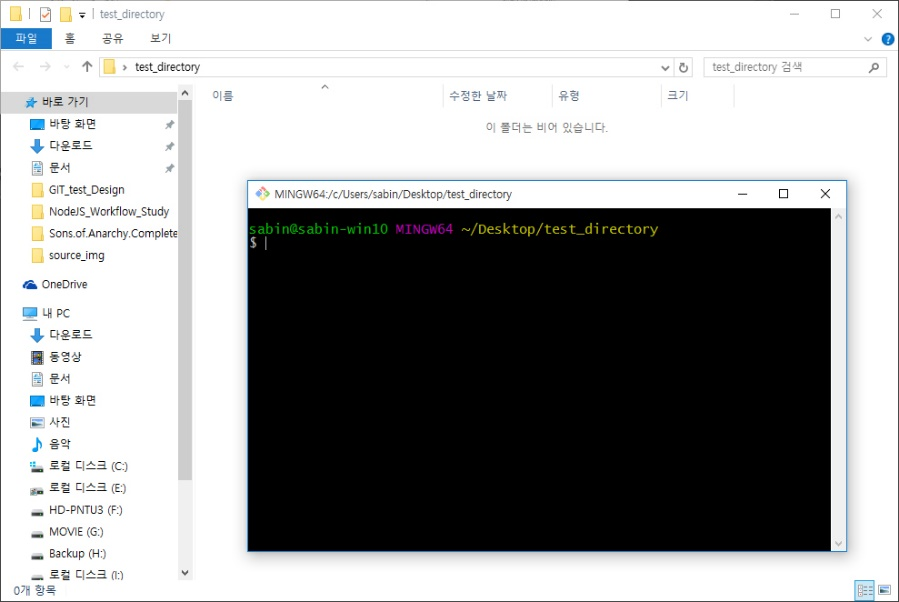 test_directory
파일 홈 공유 보기
test_directory
test_directory 검색
이름 수정한 날짜 유형 크기
이 폴더는 비어 있습니다.
바로 가기
바탕 화면
다운로드
문서
GIT_test_Design
NodeJS_Workflow_Study
Sons.of.Anarchy.Complete
source_img
OneDrive
내 PC
다운로드
동영상
문서
바탕 화면
사진
음악
로컬 디스크 (C:)
로컬 디스크 (E:)
HD-PNTU3 (F:)
MOVIE (G:)
Backup (H:)
로컬 디스크 (I:)
0개 항목
MINGW64:/c/Users/sabin/Desktop/test_directory
sabin@sabin-win10 MINGW64 ~/Desktop/test_directory
$